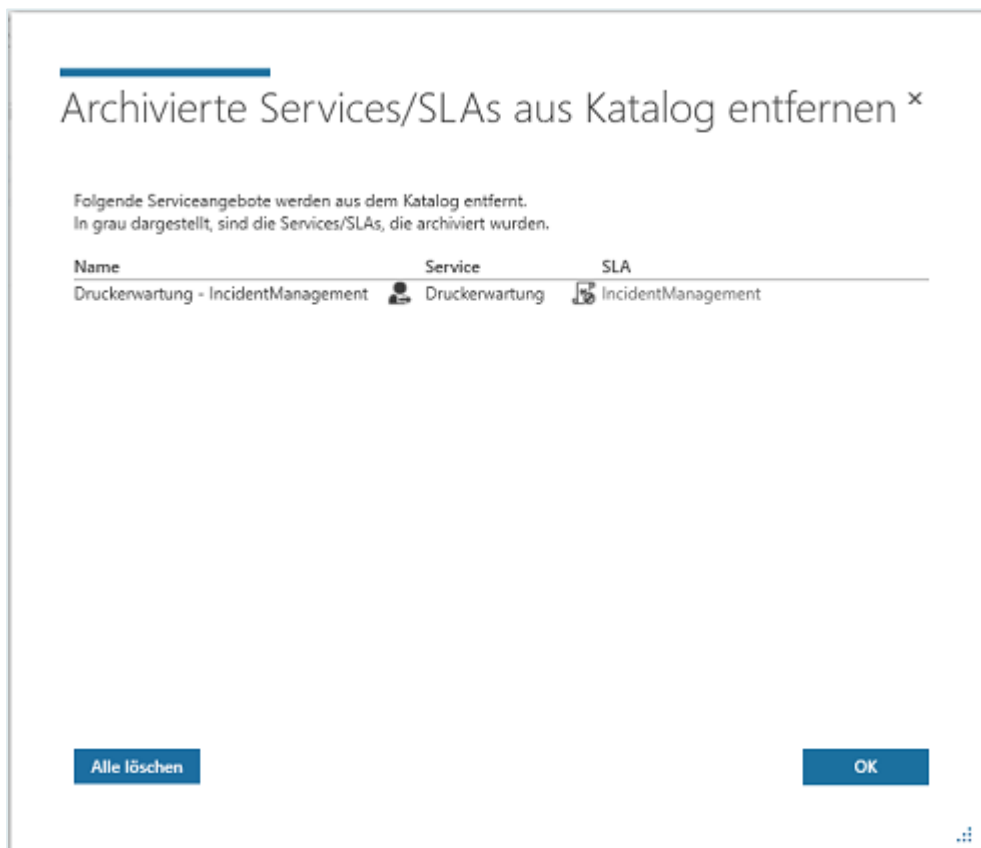 Archivierte Services/SLAs aus Katalog entfernen ×
Folgende Serviceangebote werden aus dem Katalog entfernt.
In grau dargestellt, sind die Services/SLAs, die archiviert wurden.
Name Service SLA
Druckerwartung - IncidentManagement Druckerwartung IncidentManagement
Alle löschen OK